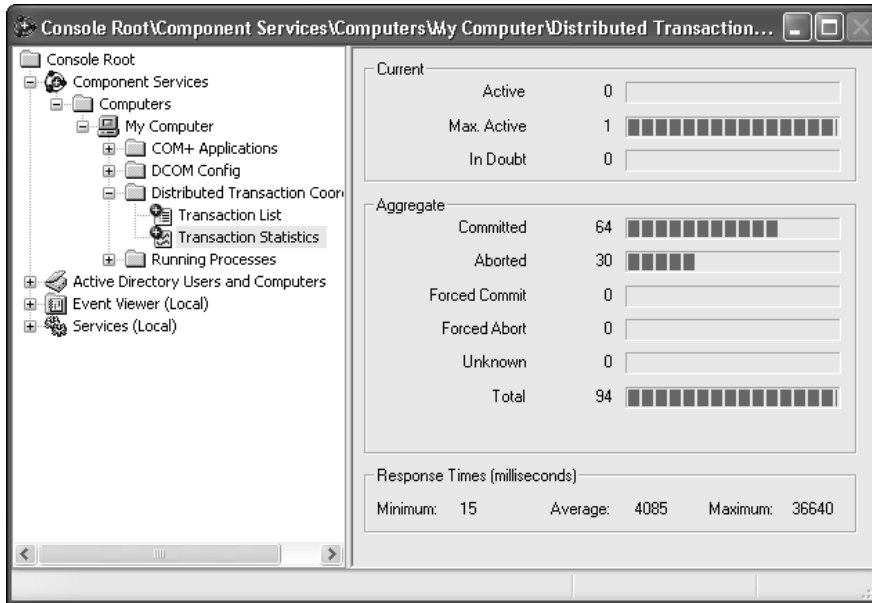 Console Root\Component Services\Computers\My Computer\Distributed Transaction...
Console Root
Component Services
Computers
My Computer
COM+ Applications
DCOM Config
Distributed Transaction Coor
Transaction List
Transaction Statistics
Running Processes
Active Directory Users and Computers
Event Viewer (Local)
Services (Local)
Current
Active 0
Max. Active 1
In Doubt 0
Aggregate
Committed 64
Aborted 30
Forced Commit 0
Forced Abort 0
Unknown 0
Total 94
Response Times (milliseconds)
Minimum: 15 Average: 4085 Maximum: 36640